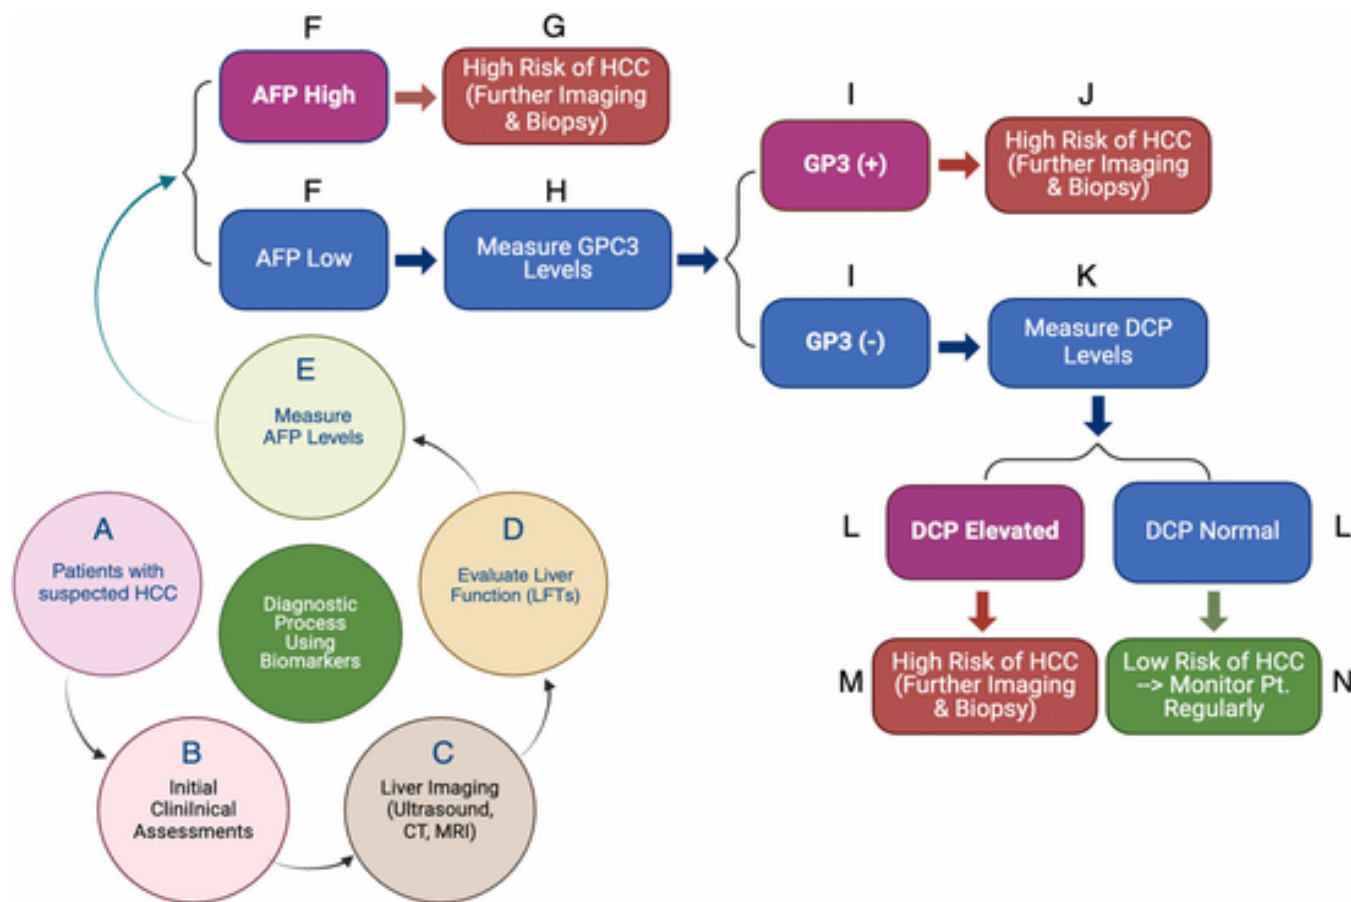 F
AFP High
G
High Risk of HCC
(Further Imaging
& Biopsy)
F
AFP Low
H
Measure GPC3
Levels
I
GP3 (+)
J
High Risk of HCC
(Further Imaging
& Biopsy)
I
GP3 (-)
K
Measure DCP
Levels
L
DCP Elevated
DCP Normal
L
M
High Risk of HCC
(Further Imaging
& Biopsy)
Low Risk of HCC
--> Monitor Pt.
Regularly
N
E
Measure
AFP Levels
A
Patients with
suspected HCC
D
Evaluate Liver
Function (LFTs)
Diagnostic
Process
Using
Biomarkers
B
Initial
Clinilnical
Assessments
C
Liver Imaging
(Ultrasound,
CT, MRI)